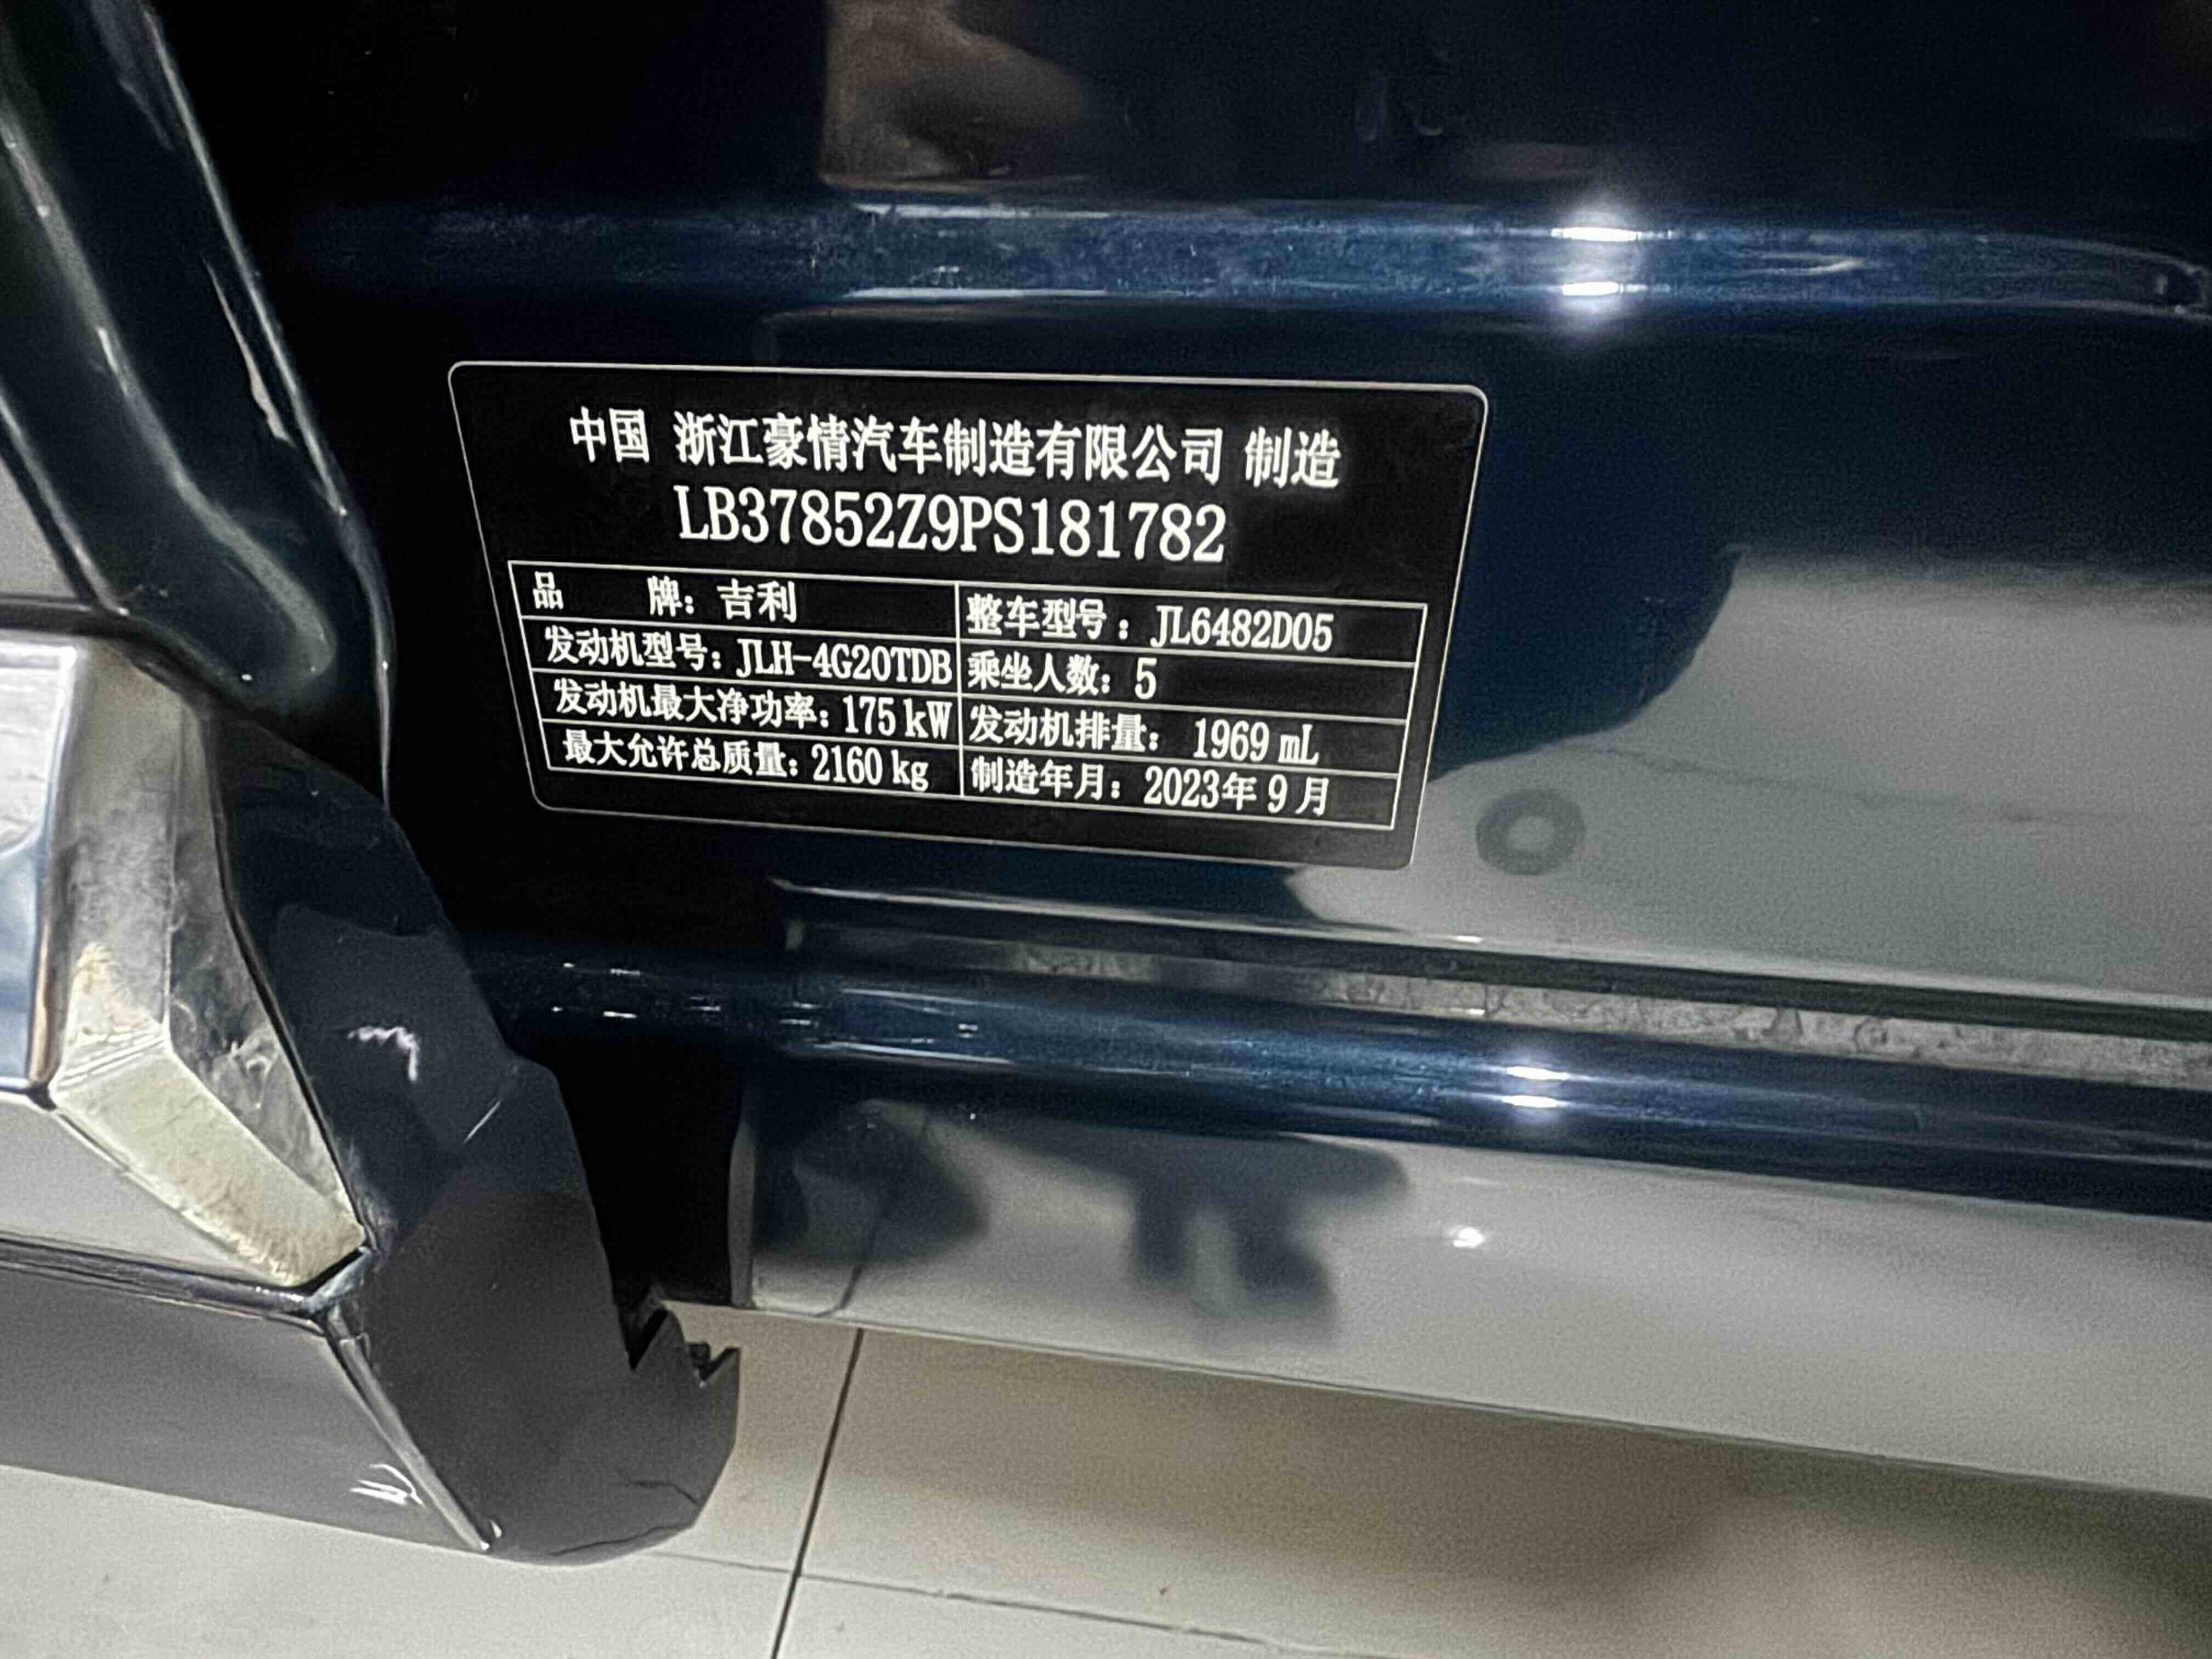 中国 浙江豪情汽车制造有限公司 制造
LB37852Z9PS181782
品 牌：吉利 整车型号：JL6482D05
发动机型号：JLH-4G20TDB 乘坐人数：5
发动机最大净功率：175 kW 发动机排量：1969 mL
最大允许总质量：2160 kg 制造年月：2023年 9 月